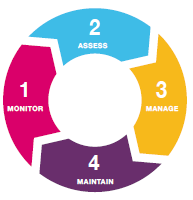 1
MONITOR
2
ASSESS
3
MANAGE
4
MAINTAIN